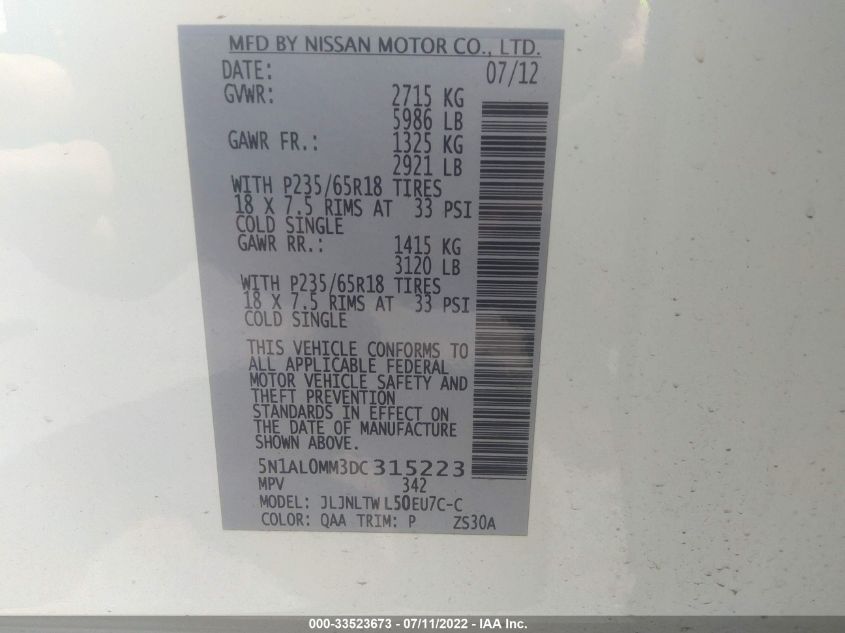 MFD BY NISSAN MOTOR CO., LTD.
DATE: 07/12
GVWR: 2715 KG
5986 LB
GAWR FR.: 1325 KG
2921 LB
WITH P235/65R18 TIRES
18 X 7.5 RIMS AT 33 PSI
COLD SINGLE
GAWR RR.: 1415 KG
3120 LB
WITH P235/65R18 TIRES
18 X 7.5 RIMS AT 33 PSI
COLD SINGLE
THIS VEHICLE CONFORMS TO
ALL APPLICABLE FEDERAL
MOTOR VEHICLE SAFETY AND
THEFT PREVENTION
STANDARDS IN EFFECT ON
THE DATE OF MANUFACTURE
SHOWN ABOVE.
5N1AL0MM3DC315223
MPV 342
MODEL: JLJNLTWL50EU7C-C
COLOR: QAA TRIM: P ZS30A
000-33523673 - 07/11/2022 - IAA Inc.